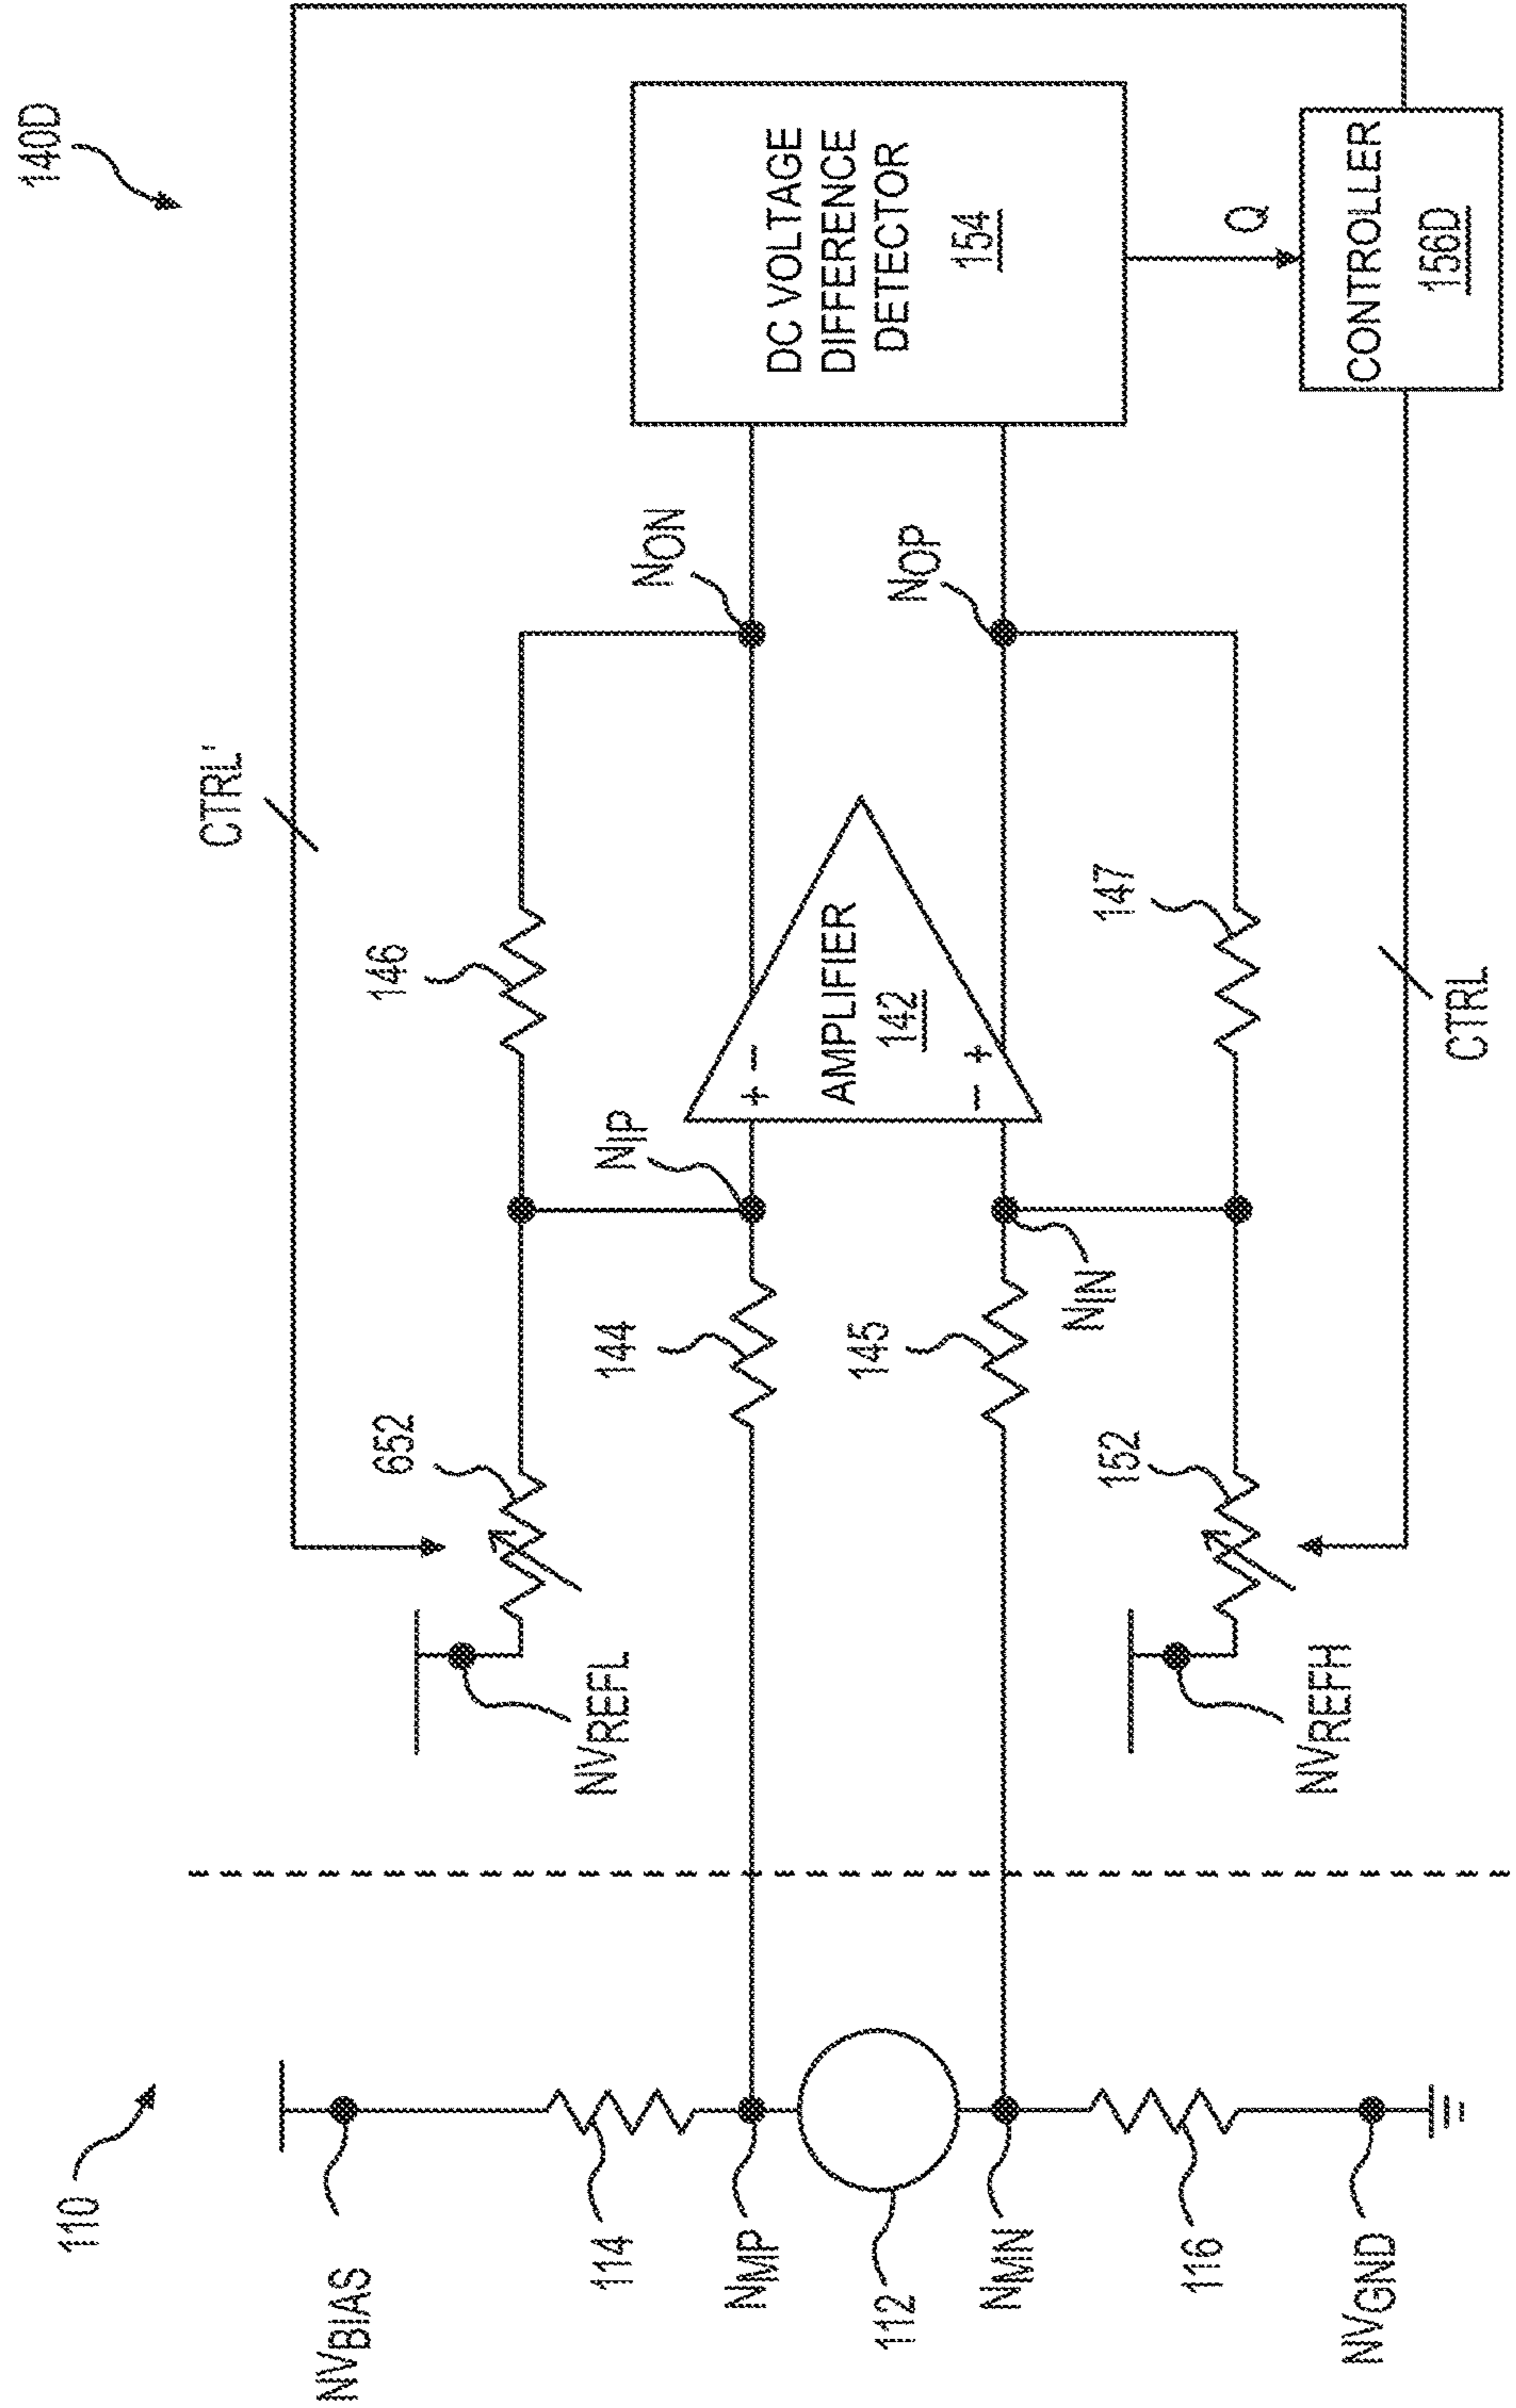 140D
110
CTRL'
NVBIAS
114
NMP
112
NMN
116
NVGND
NVREFL
652
146
144
NIP
NON
AMPLIFIER
142
+ -
- +
145
NIN
NOP
147
NVREFH
152
CTRL
DC VOLTAGE
DIFFERENCE
DETECTOR
154
Q
CONTROLLER
156D